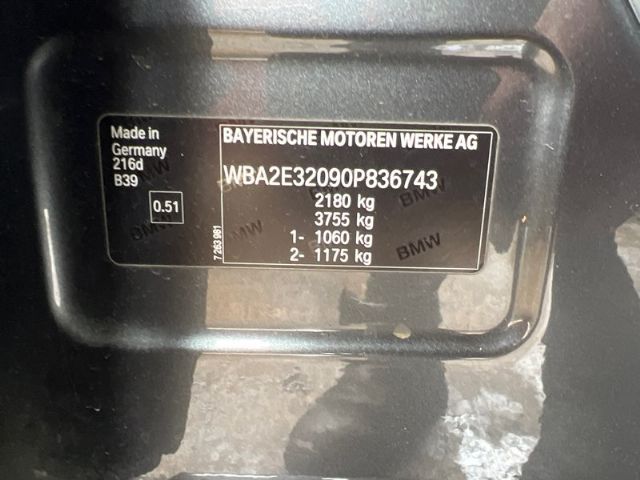 Made in
Germany
216d
B39
0.51
7 263 981
BAYERISCHE MOTOREN WERKE AG
WBA2E32090P836743
2180 kg
3755 kg
1- 1060 kg
2- 1175 kg
BMW
BMW